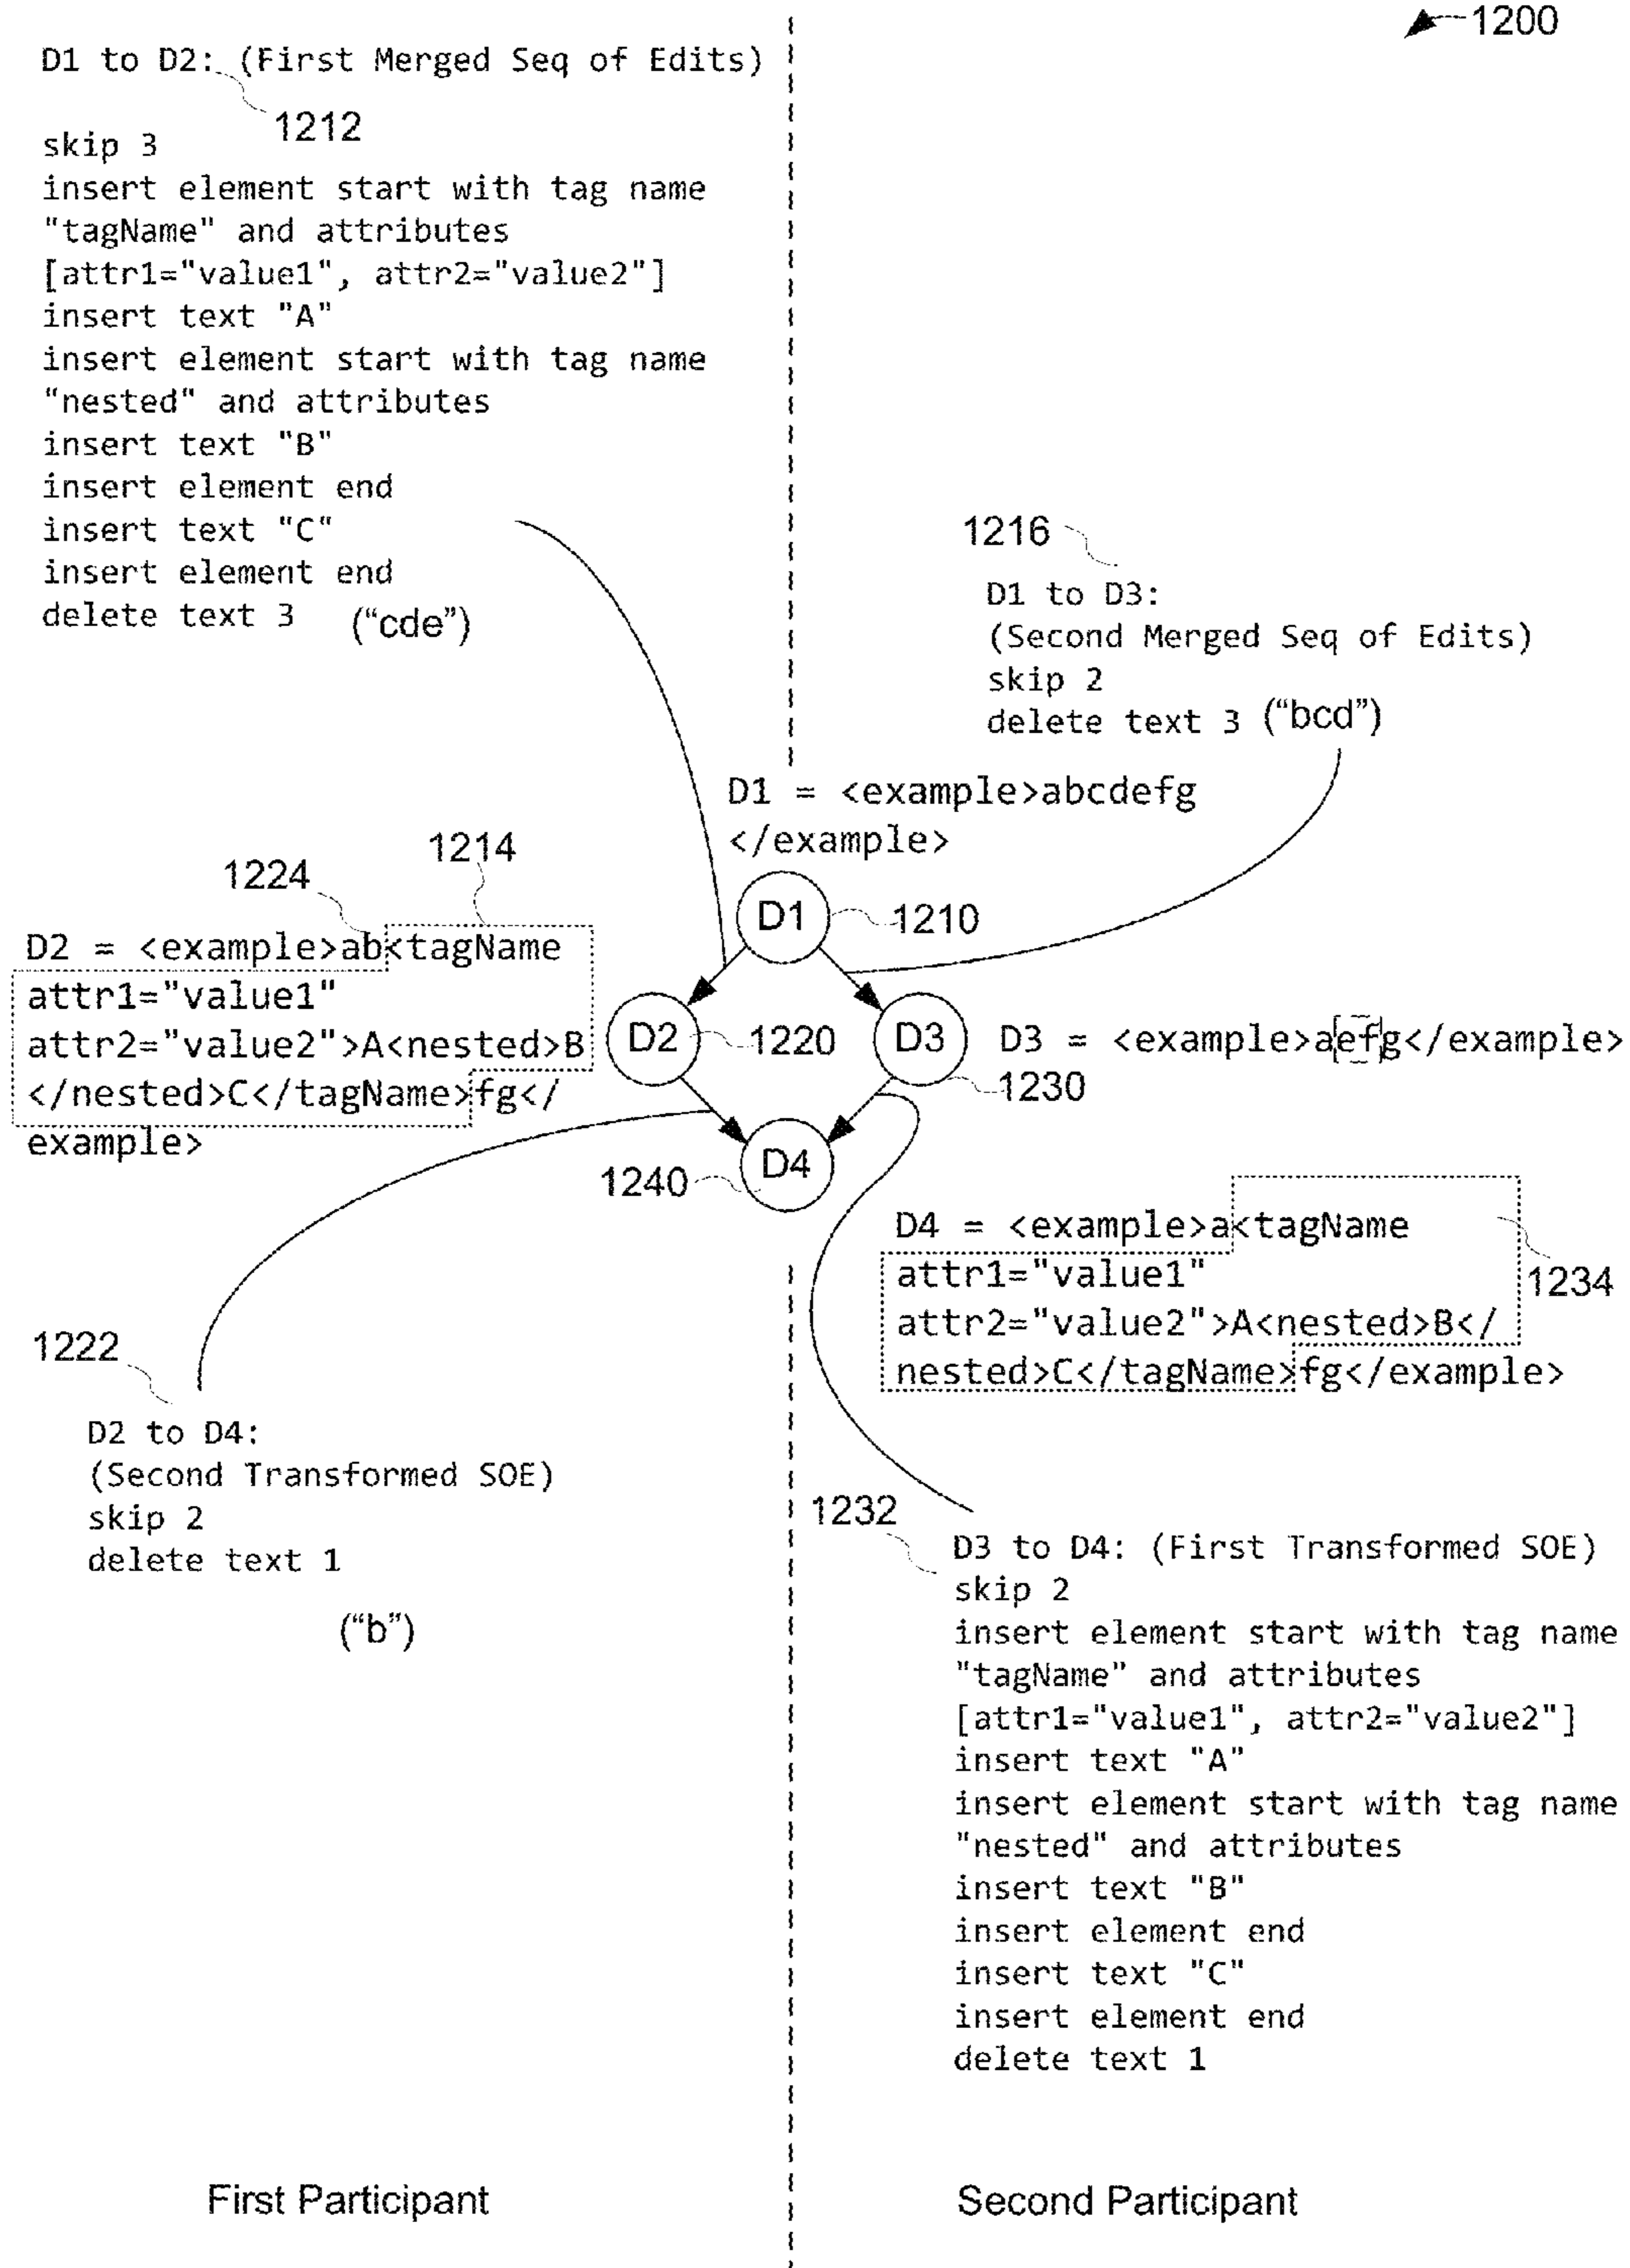 1200
D1 to D2: (First Merged Seq of Edits)
1212
skip 3
insert element start with tag name
"tagName" and attributes
[attr1="value1", attr2="value2"]
insert text "A"
insert element start with tag name
"nested" and attributes
insert text "B"
insert element end
insert text "C"
insert element end
delete text 3 ("cde")
1216
D1 to D3:
(Second Merged Seq of Edits)
skip 2
delete text 3 ("bcd")
D1 = <example>abcdefg
</example>
1214
1224
D1
1210
D2 = <example>ab<tagName
attr1="value1"
attr2="value2">A<nested>B
</nested>C</tagName>fg</
example>
D2
1220
D3
D3 = <example>aefg</example>
1230
D4
1240
D4 = <example>a<tagName
attr1="value1"
attr2="value2">A<nested>B</
nested>C</tagName>fg</example>
1234
1222
D2 to D4:
(Second Transformed SOE)
skip 2
delete text 1
("b")
1232
D3 to D4: (First Transformed SOE)
skip 2
insert element start with tag name
"tagName" and attributes
[attr1="value1", attr2="value2"]
insert text "A"
insert element start with tag name
"nested" and attributes
insert text "B"
insert element end
insert text "C"
insert element end
delete text 1
First Participant
Second Participant